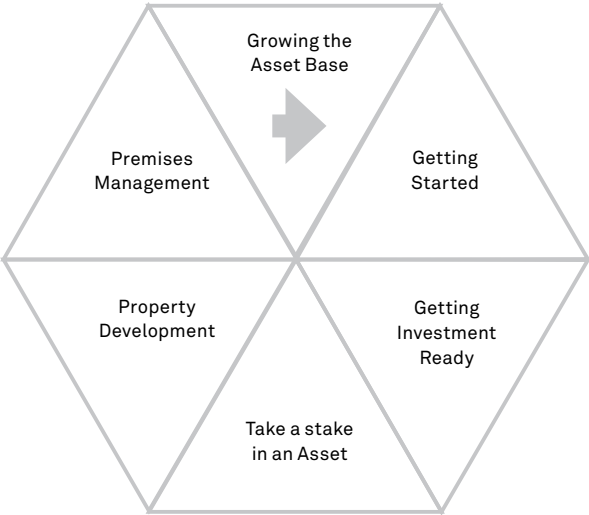 Growing the
Asset Base
Premises
Management
Getting
Started
Property
Development
Getting
Investment
Ready
Take a stake
in an Asset